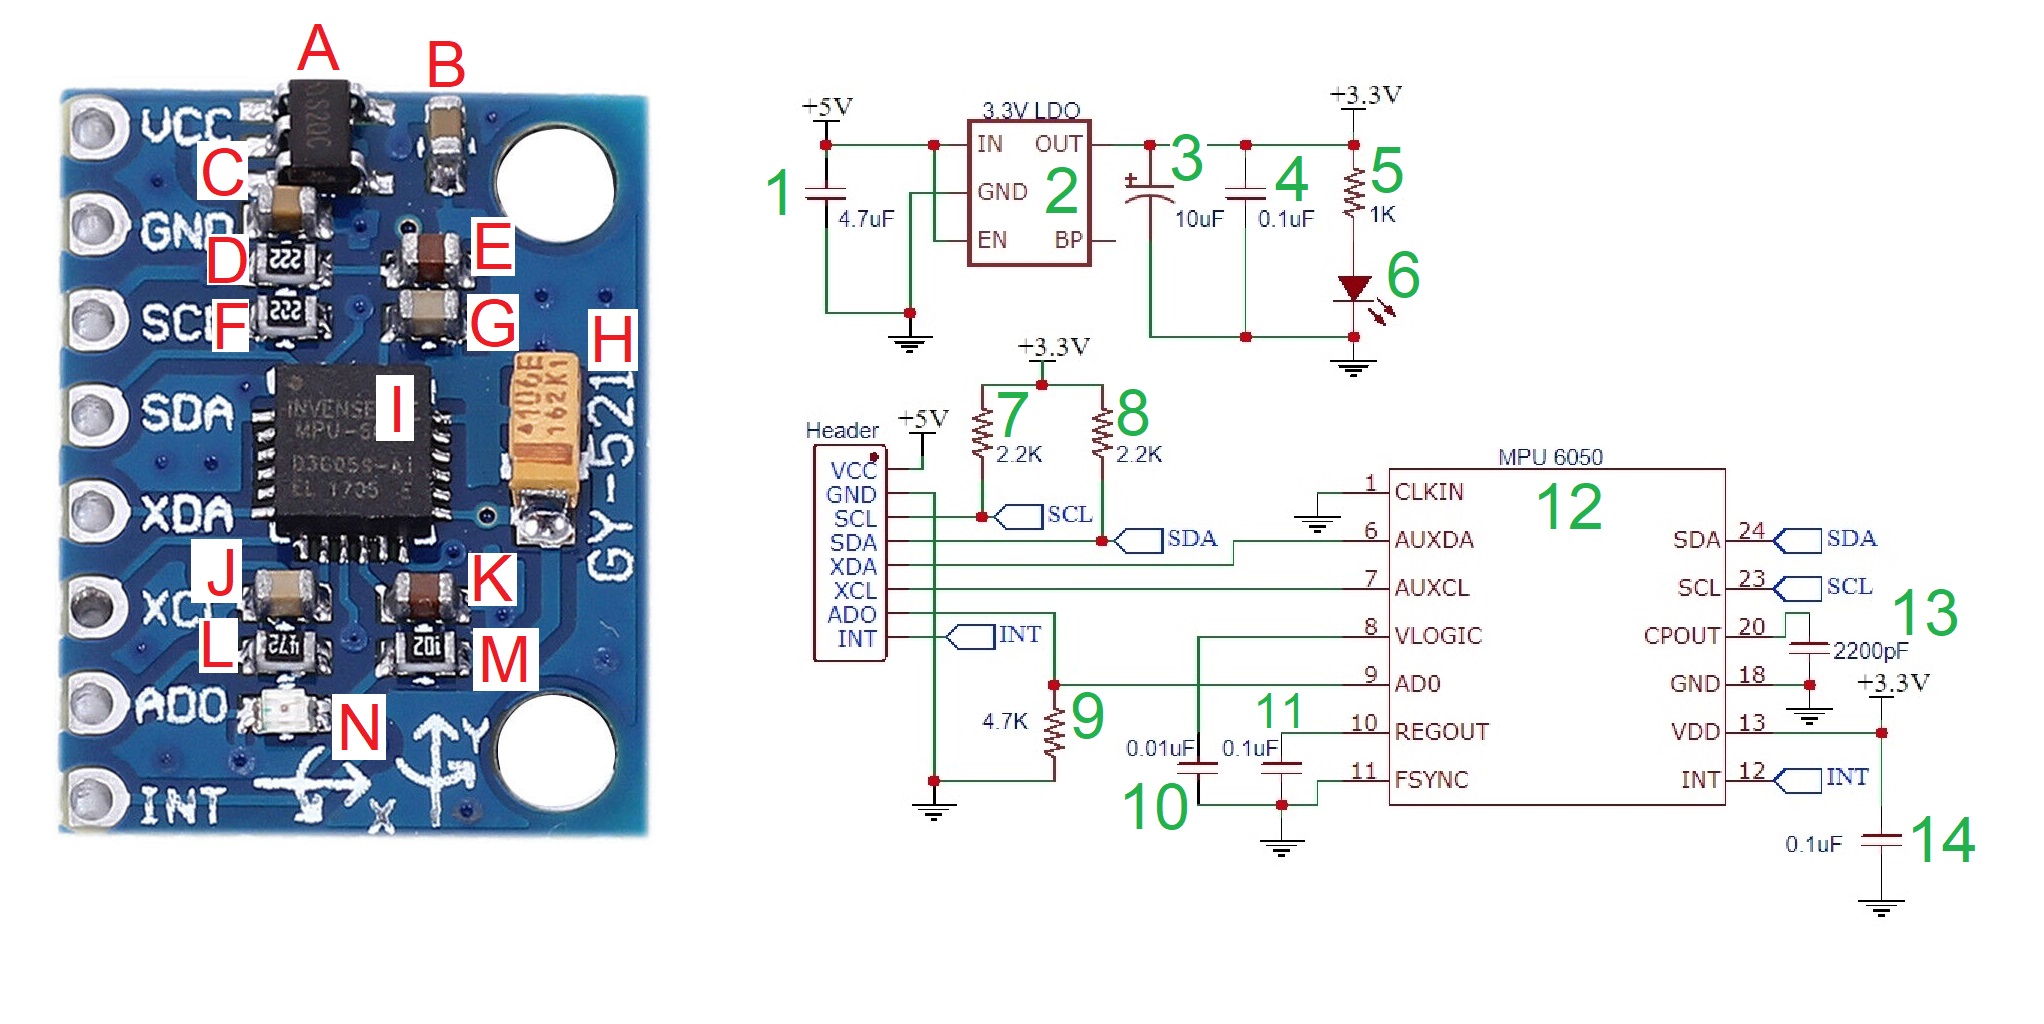 A
B
VCC
S20C
C
GND
D
222
E
SCL
F
222
G
H
I
INVENSE
MPU-6
D3G059-A1
EL 1705 E
106E
162K1
GY-521
SDA
XDA
J
K
XCL
L
472
102
M
ADO
N
Y
X
INT
+5V
3.3V LDO
+3.3V
IN
OUT
3
5
1
4.7uF
GND
2
10uF
4
0.1uF
1K
EN
BP
6
+3.3V
7
8
2.2K
2.2K
Header
+5V
VCC
GND
SCL
SCL
SDA
SDA
XDA
XCL
ADO
INT
INT
4.7K
9
10
0.01uF
11
0.1uF
MPU 6050
12
1
CLKIN
6
AUXDA
7
AUXCL
8
VLOGIC
9
AD0
10
REGOUT
11
FSYNC
SDA
24
SDA
SCL
23
SCL
13
CPOUT
20
2200pF
GND
18
+3.3V
VDD
13
INT
12
INT
0.1uF
14